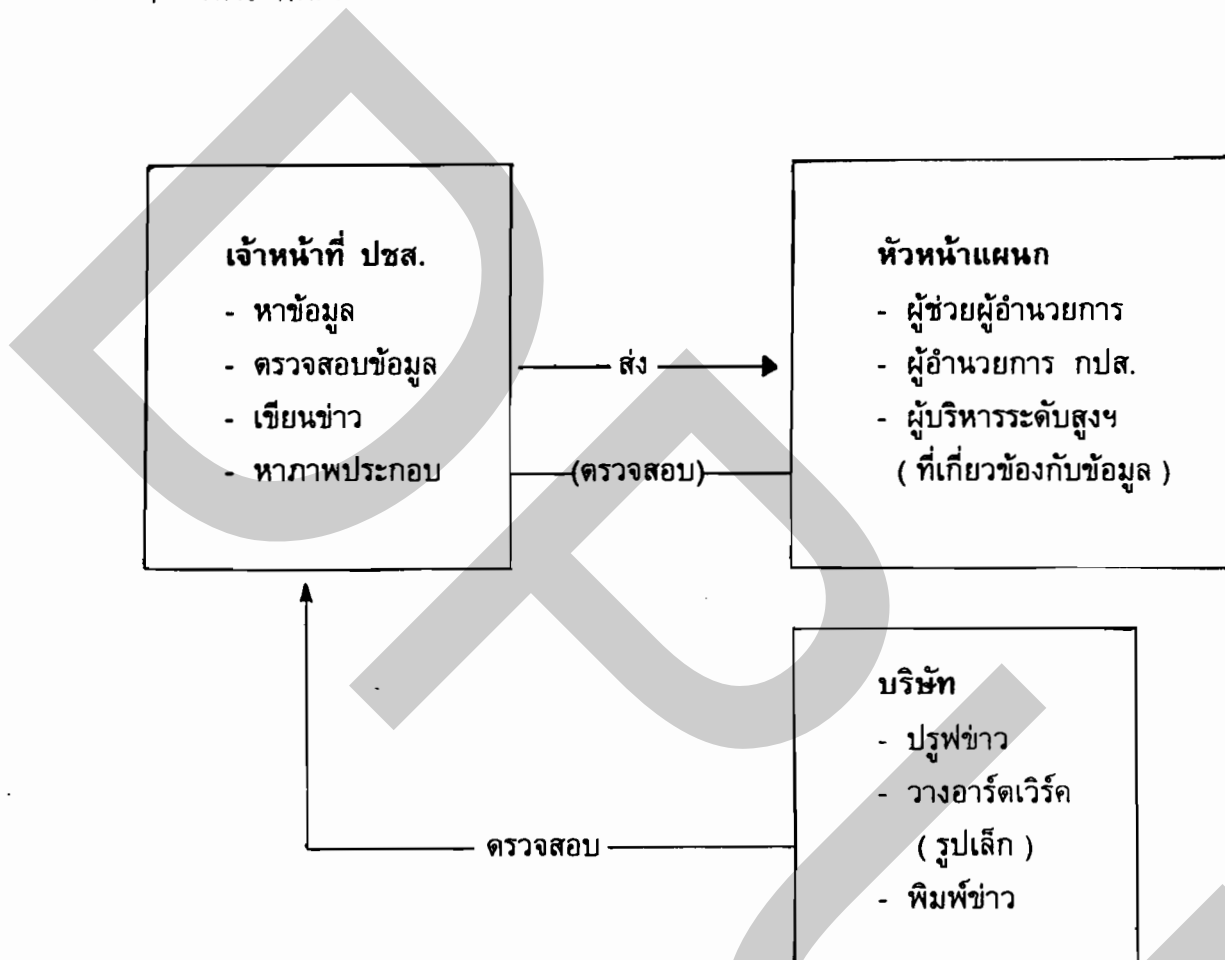 เจ้าหน้าที่ ปชส.
- หาข้อมูล
- ตรวจสอบข้อมูล
- เขียนข่าว
- หาภาพประกอบ
ส่ง
(ตรวจสอบ)
หัวหน้าแผนก
- ผู้ช่วยผู้อำนวยการ
- ผู้อำนวยการ กปส.
- ผู้บริหารระดับสูงฯ
( ที่เกี่ยวข้องกับข้อมูล )
บริษัท
- ปรูฟข่าว
- วางอาร์ตเวิร์ค
( รูปเล็ก )
- พิมพ์ข่าว
ตรวจสอบ